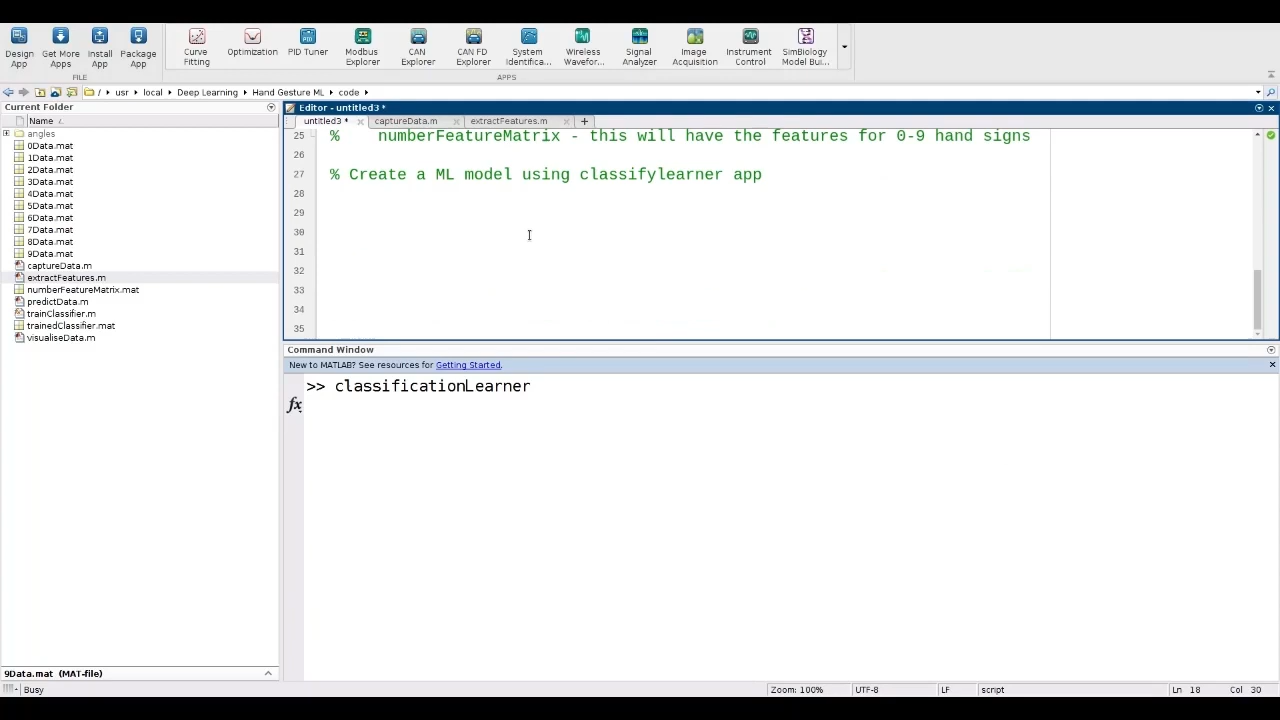 Design App
Get More Apps
Install App
Package App
Curve Fitting
Optimization
PID Tuner
Modbus Explorer
CAN Explorer
CAN FD Explorer
System Identifica...
Wireless Wavefor...
Signal Analyzer
Image Acquisition
Instrument Control
SimBiology Model Bui...
FILE
APPS
/ usr local Deep Learning Hand Gesture ML code
Current Folder
Name
angles
0Data.mat
1Data.mat
2Data.mat
3Data.mat
4Data.mat
5Data.mat
6Data.mat
7Data.mat
8Data.mat
9Data.mat
captureData.m
extractFeatures.m
numberFeatureMatrix.mat
predictData.m
trainClassifier.m
trainedClassifier.mat
visualiseData.m
9Data.mat (MAT-file)
Editor - untitled3 *
untitled3 * captureData.m extractFeatures.m
25 % numberFeatureMatrix - this will have the features for 0-9 hand signs
26
27 % Create a ML model using classifylearner app
28
29
30
31
32
33
34
35
Command Window
New to MATLAB? See resources for Getting Started.
>> classificationLearner
fx
Busy
Zoom: 100% UTF-8 LF script Ln 18 Col 30